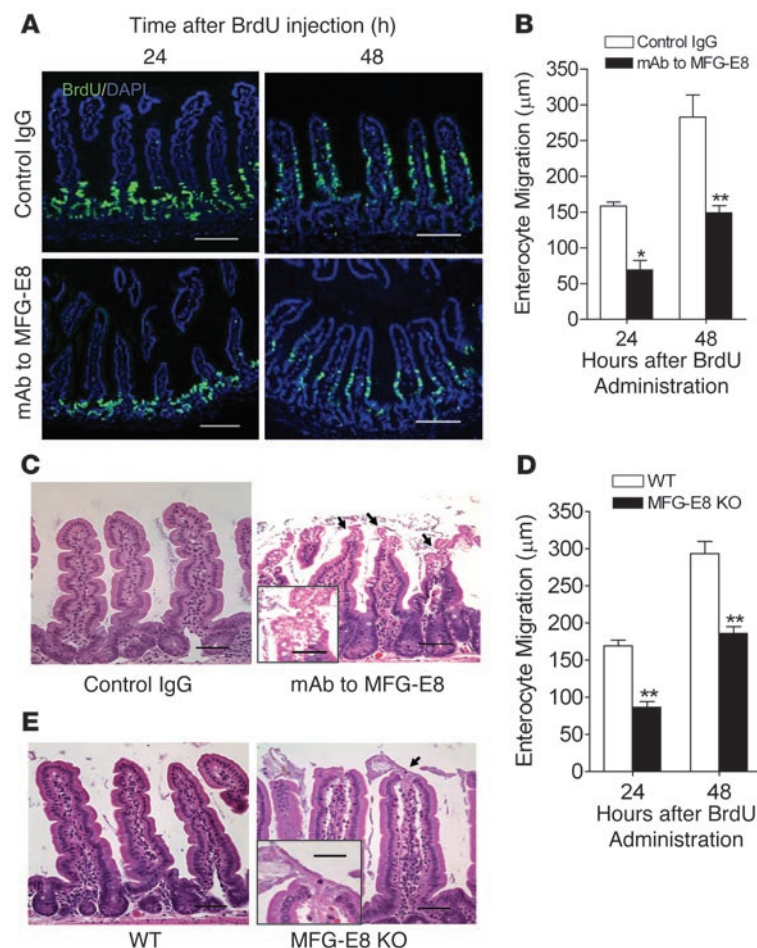 A
Time after BrdU injection (h)
24 48
BrdU/DAPI
Control IgG
mAb to MFG-E8
B
Control IgG
mAb to MFG-E8
Enterocyte Migration (μm)
350
300
250
200
150
100
50
0
*
**
24 48
Hours after BrdU
Administration
C
Control IgG mAb to MFG-E8
D
WT
MFG-E8 KO
Enterocyte Migration (μm)
350
300
250
200
150
100
50
0
**
**
24 48
Hours after BrdU
Administration
E
WT MFG-E8 KO